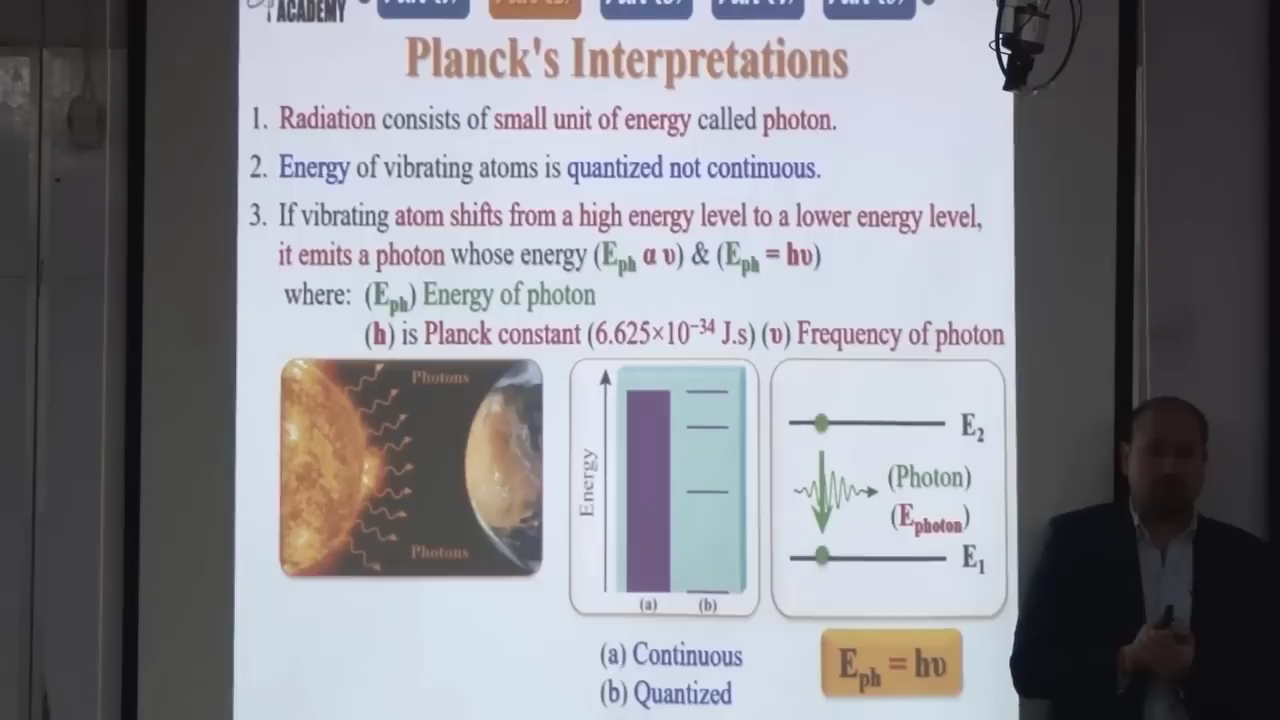 ACADEMY
Planck's Interpretations
1. Radiation consists of small unit of energy called photon.
2. Energy of vibrating atoms is quantized not continuous.
3. If vibrating atom shifts from a high energy level to a lower energy level,
it emits a photon whose energy (Eph α υ) & (Eph = hυ)
where: (Eph) Energy of photon
(h) is Planck constant (6.625×10⁻³⁴ J.s) (υ) Frequency of photon
Photons
Photons
Energy
(a) (b)
(a) Continuous
(b) Quantized
E₂
(Photon)
(Ephoton)
E₁
Eph = hυ